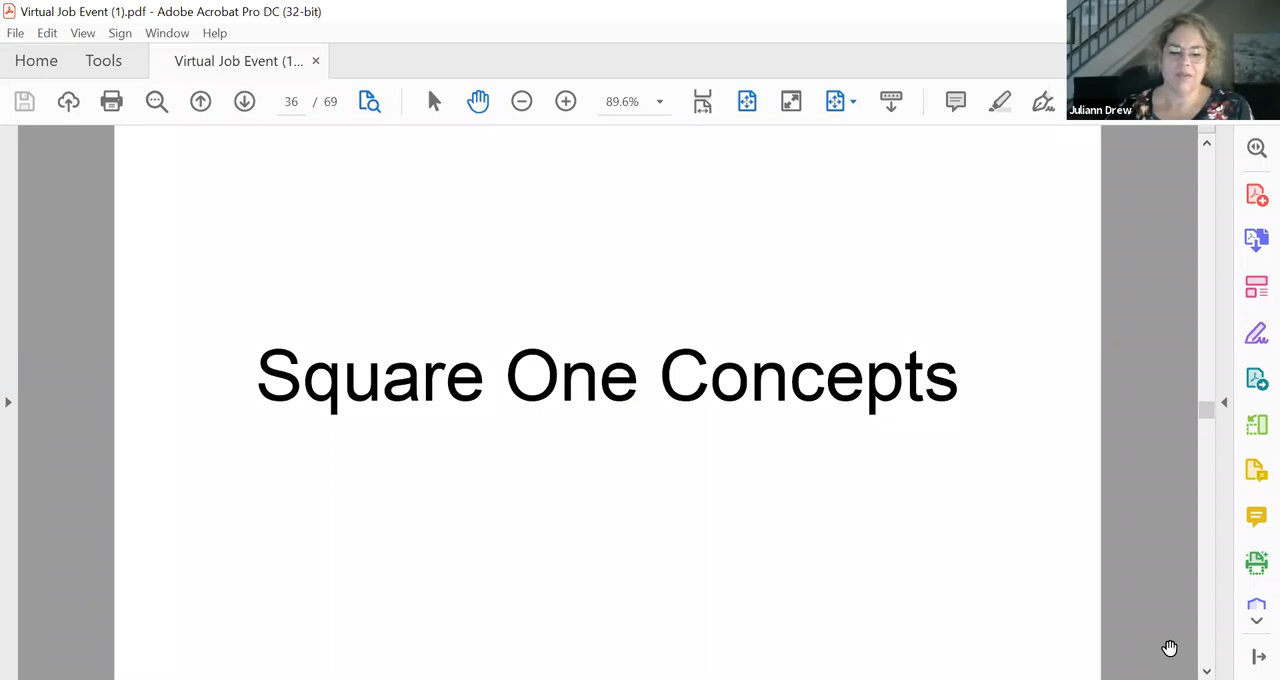 Virtual Job Event (1).pdf - Adobe Acrobat Pro DC (32-bit)
File Edit View Sign Window Help
Home Tools Virtual Job Event (1... ×
36 / 69 89.6%
Juliann Drew
Square One Concepts